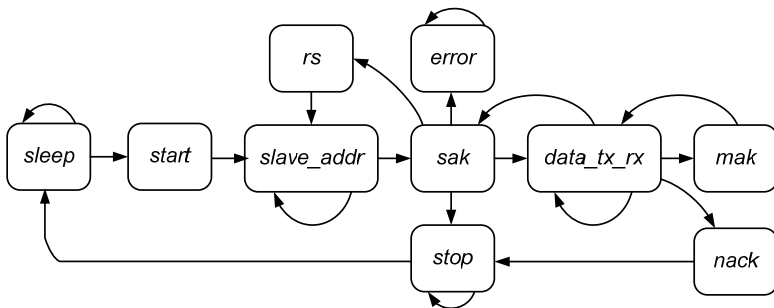 rs
error
sleep
start
slave_addr
sak
data_tx_rx
mak
stop
nack